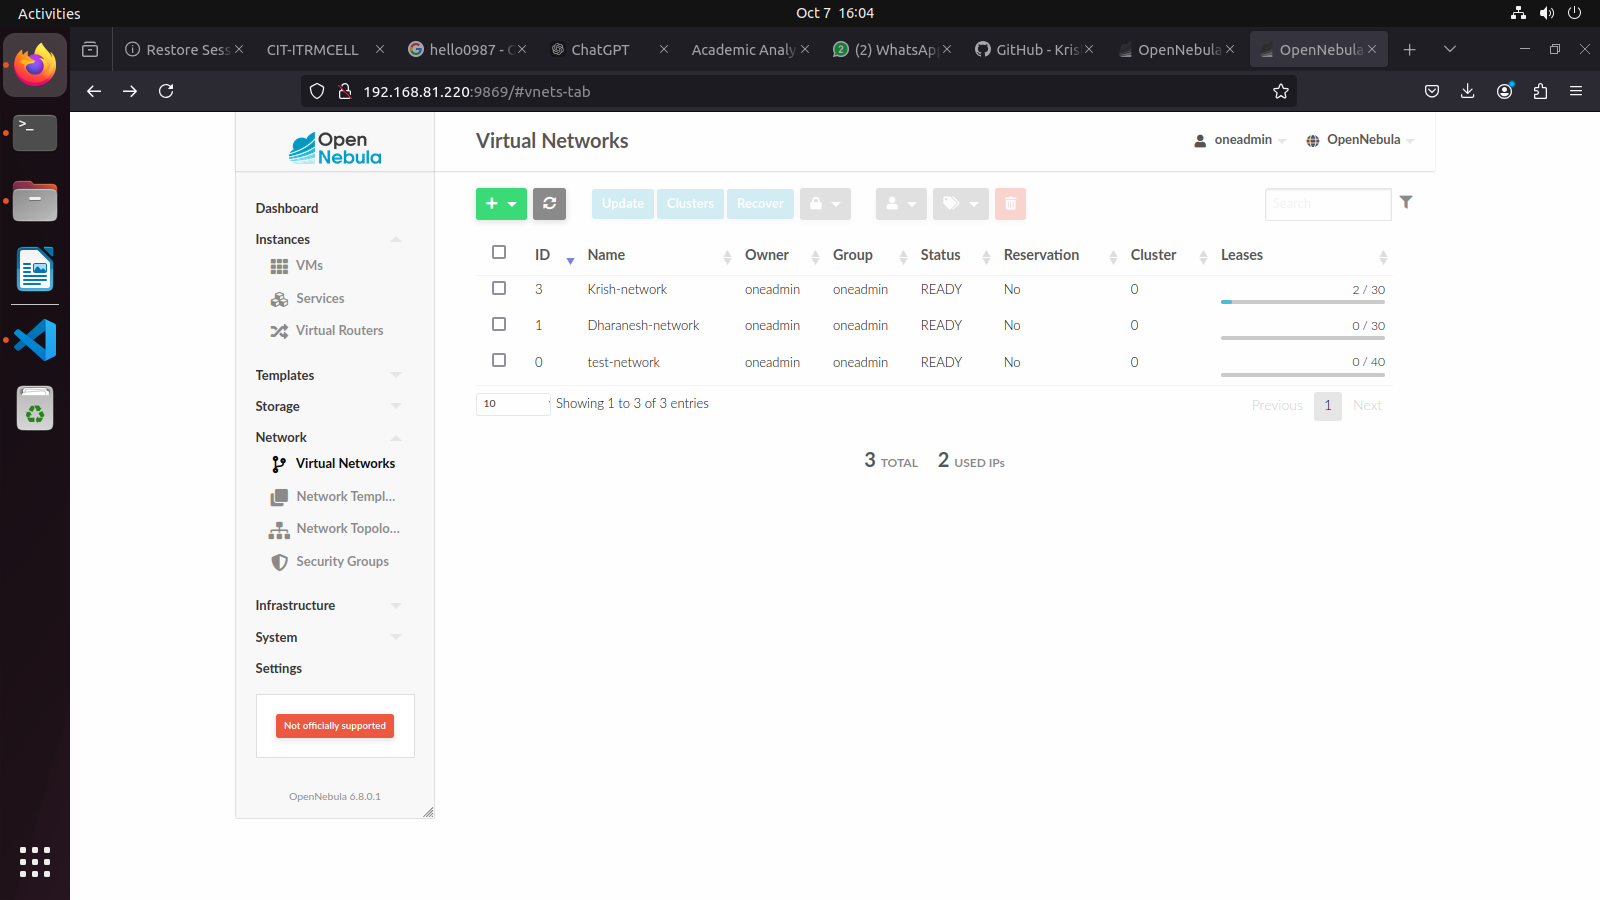 Activities
Oct 7 16:04
Restore Sess
CIT-ITRMCELL
hello0987 - G
ChatGPT
Academic Analy
(2) WhatsApp
GitHub - Kris
OpenNebula
OpenNebula
192.168.81.220:9869/#vnets-tab
Open
Nebula
Virtual Networks
oneadmin
OpenNebula
Dashboard
Instances
VMs
Services
Virtual Routers
Templates
Storage
Network
Virtual Networks
Network Templ...
Network Topolo...
Security Groups
Infrastructure
System
Settings
Not officially supported
OpenNebula 6.8.0.1
Update Clusters Recover
Search
ID Name Owner Group Status Reservation Cluster Leases
3 Krish-network oneadmin oneadmin READY No 0 2 / 30
1 Dharanesh-network oneadmin oneadmin READY No 0 0 / 30
0 test-network oneadmin oneadmin READY No 0 0 / 40
10 Showing 1 to 3 of 3 entries
Previous 1 Next
3 TOTAL 2 USED IPs